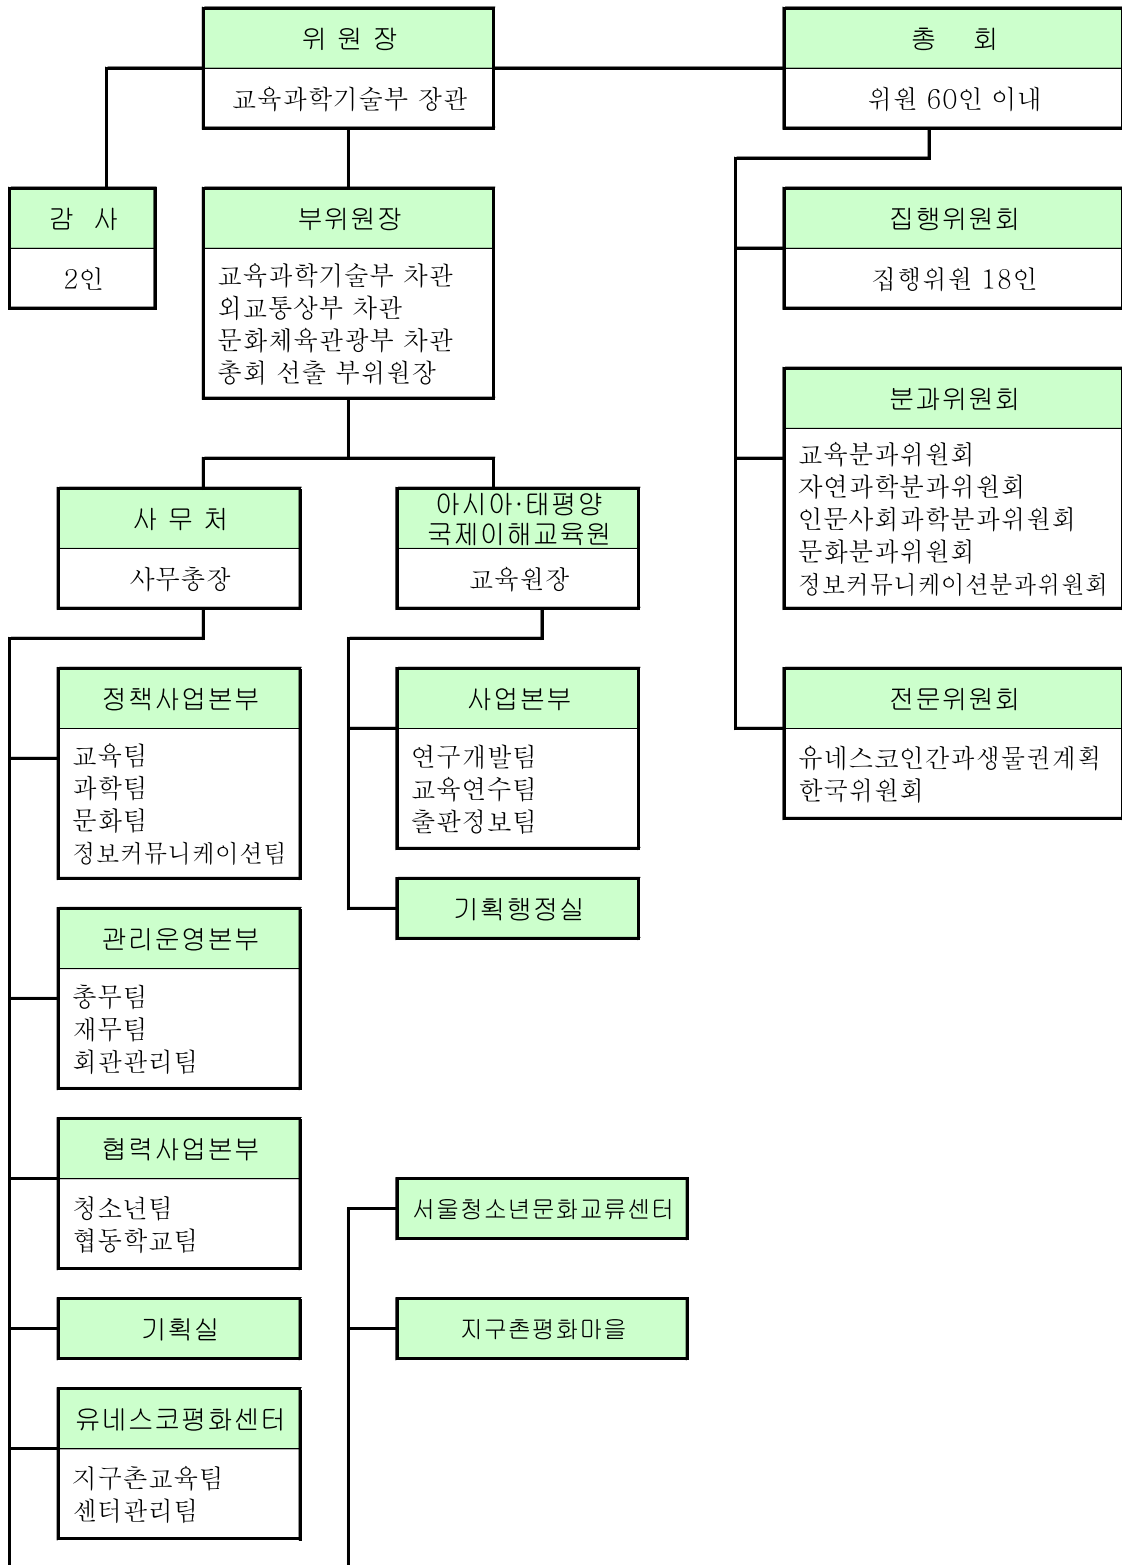 위 원 장
교육과학기술부 장관
총 회
위원 60인 이내
감 사
2인
부위원장
교육과학기술부 차관
외교통상부 차관
문화체육관광부 차관
총회 선출 부위원장
집행위원회
집행위원 18인
분과위원회
교육분과위원회
자연과학분과위원회
인문사회과학분과위원회
문화분과위원회
정보커뮤니케이션분과위원회
사 무 처
사무총장
아시아·태평양
국제이해교육원
교육원장
정책사업본부
교육팀
과학팀
문화팀
정보커뮤니케이션팀
사업본부
연구개발팀
교육연수팀
출판정보팀
전문위원회
유네스코인간과생물권계획
한국위원회
기획행정실
관리운영본부
총무팀
재무팀
회관관리팀
협력사업본부
청소년팀
협동학교팀
서울청소년문화교류센터
기획실
지구촌평화마을
유네스코평화센터
지구촌교육팀
센터관리팀